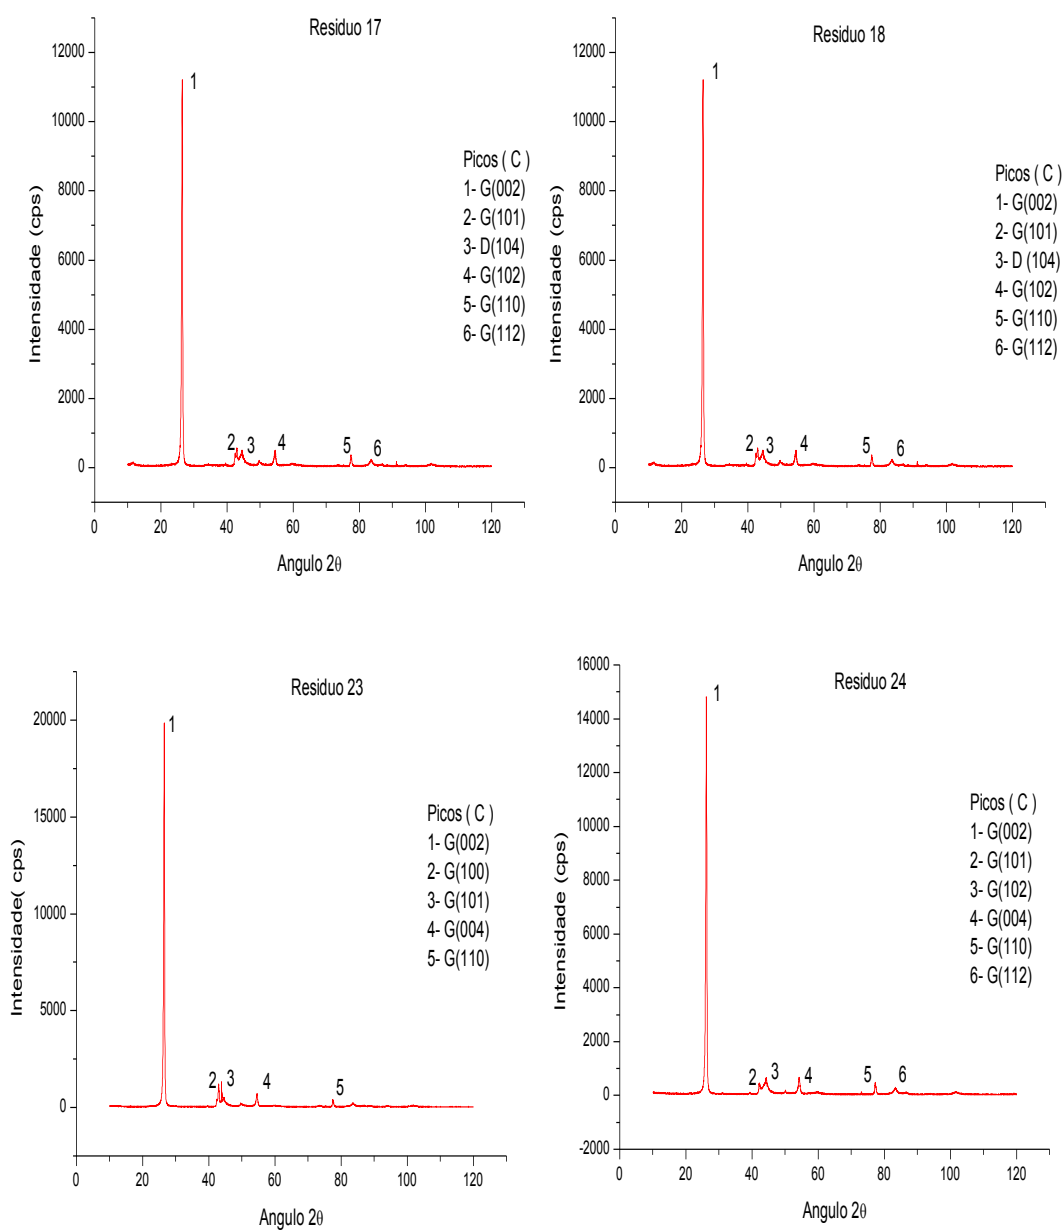 Residuo 17
Intensidade (cps)
12000
10000
8000
6000
4000
2000
0
1
2
3
4
5
6
Picos ( C )
1- G(002)
2- G(101)
3- D(104)
4- G(102)
5- G(110)
6- G(112)
0 20 40 60 80 100 120
Angulo 2θ
Residuo 18
Intensidade (cps)
12000
10000
8000
6000
4000
2000
0
1
2
3
4
5
6
Picos ( C )
1- G(002)
2- G(101)
3- D (104)
4- G(102)
5- G(110)
6- G(112)
0 20 40 60 80 100 120
Angulo 2θ
Residuo 23
Intensidade( cps)
20000
15000
10000
5000
0
1
2
3
4
5
Picos ( C )
1- G(002)
2- G(100)
3- G(101)
4- G(004)
5- G(110)
0 20 40 60 80 100 120
Angulo 2θ
Residuo 24
Intensidade (cps)
16000
14000
12000
10000
8000
6000
4000
2000
0
-2000
1
2
3
4
5
6
Picos ( C )
1- G(002)
2- G(101)
3- G(102)
4- G(004)
5- G(110)
6- G(112)
0 20 40 60 80 100 120
Angulo 2θ